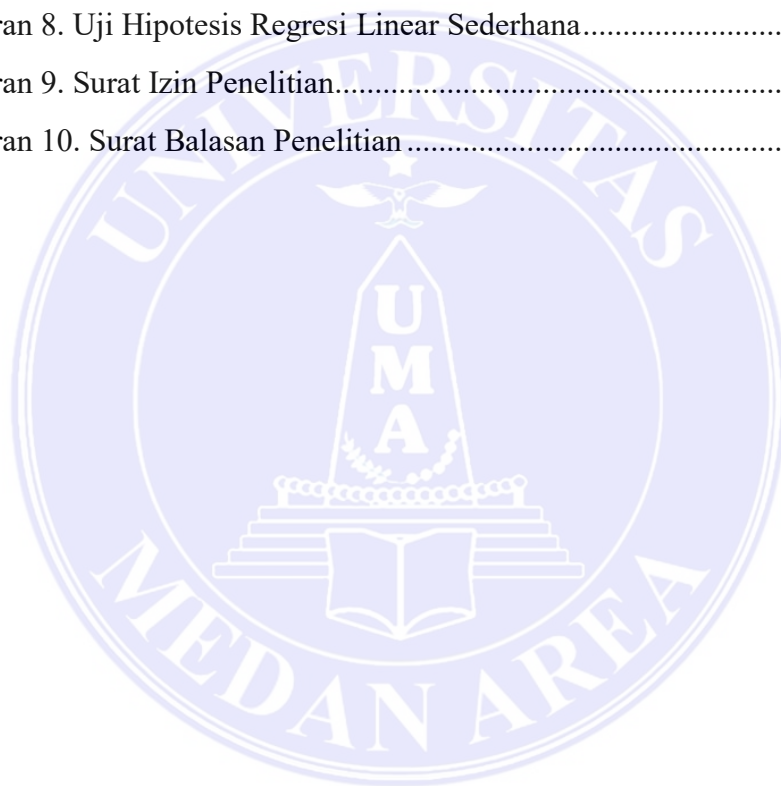 ran 8. Uji Hipotesis Regresi Linear Sederhana........................
ran 9. Surat Izin Penelitian.......................................................
ran 10. Surat Balasan Penelitian..............................................
UNIVERSITAS
UMA
MEDAN AREA